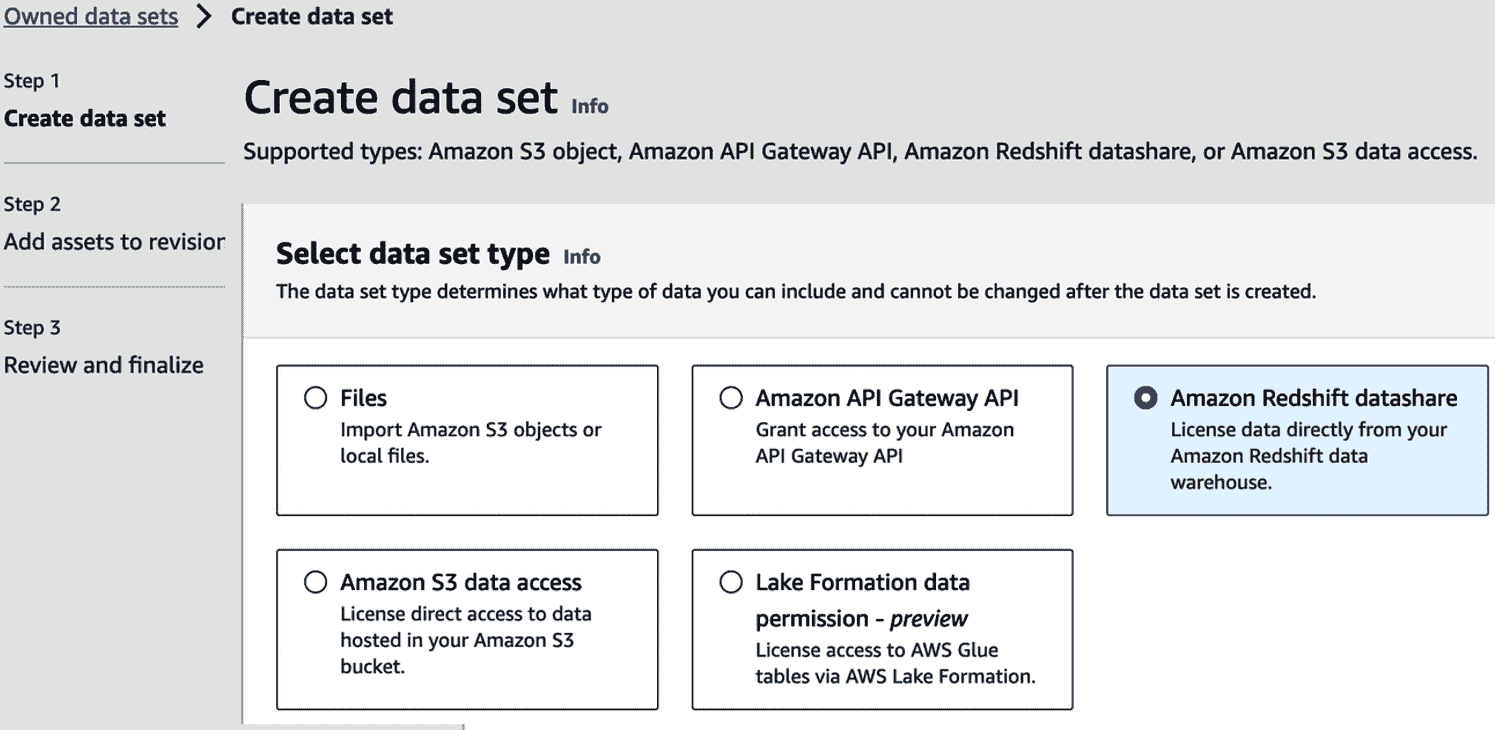 Owned data sets > Create data set
Step 1
Create data set
Step 2
Add assets to revision
Step 3
Review and finalize
Create data set Info
Supported types: Amazon S3 object, Amazon API Gateway API, Amazon Redshift datashare, or Amazon S3 data access.
Select data set type Info
The data set type determines what type of data you can include and cannot be changed after the data set is created.
Files
Import Amazon S3 objects or
local files.
Amazon API Gateway API
Grant access to your Amazon
API Gateway API
Amazon Redshift datashare
License data directly from your
Amazon Redshift data
warehouse.
Amazon S3 data access
License direct access to data
hosted in your Amazon S3
bucket.
Lake Formation data
permission - preview
License access to AWS Glue
tables via AWS Lake Formation.